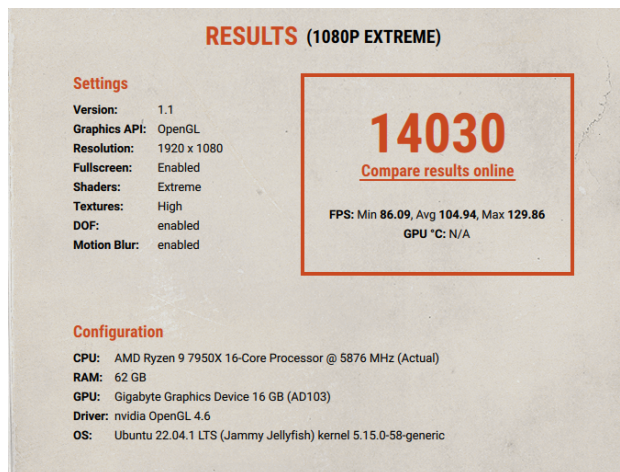 RESULTS (1080P EXTREME)
Settings
Version: 1.1
Graphics API: OpenGL
Resolution: 1920 x 1080
Fullscreen: Enabled
Shaders: Extreme
Textures: High
DOF: enabled
Motion Blur: enabled
14030
Compare results online
FPS: Min 86.09, Avg 104.94, Max 129.86
GPU °C: N/A
Configuration
CPU: AMD Ryzen 9 7950X 16-Core Processor @ 5876 MHz (Actual)
RAM: 62 GB
GPU: Gigabyte Graphics Device 16 GB (AD103)
Driver: nvidia OpenGL 4.6
OS: Ubuntu 22.04.1 LTS (Jammy Jellyfish) kernel 5.15.0-58-generic